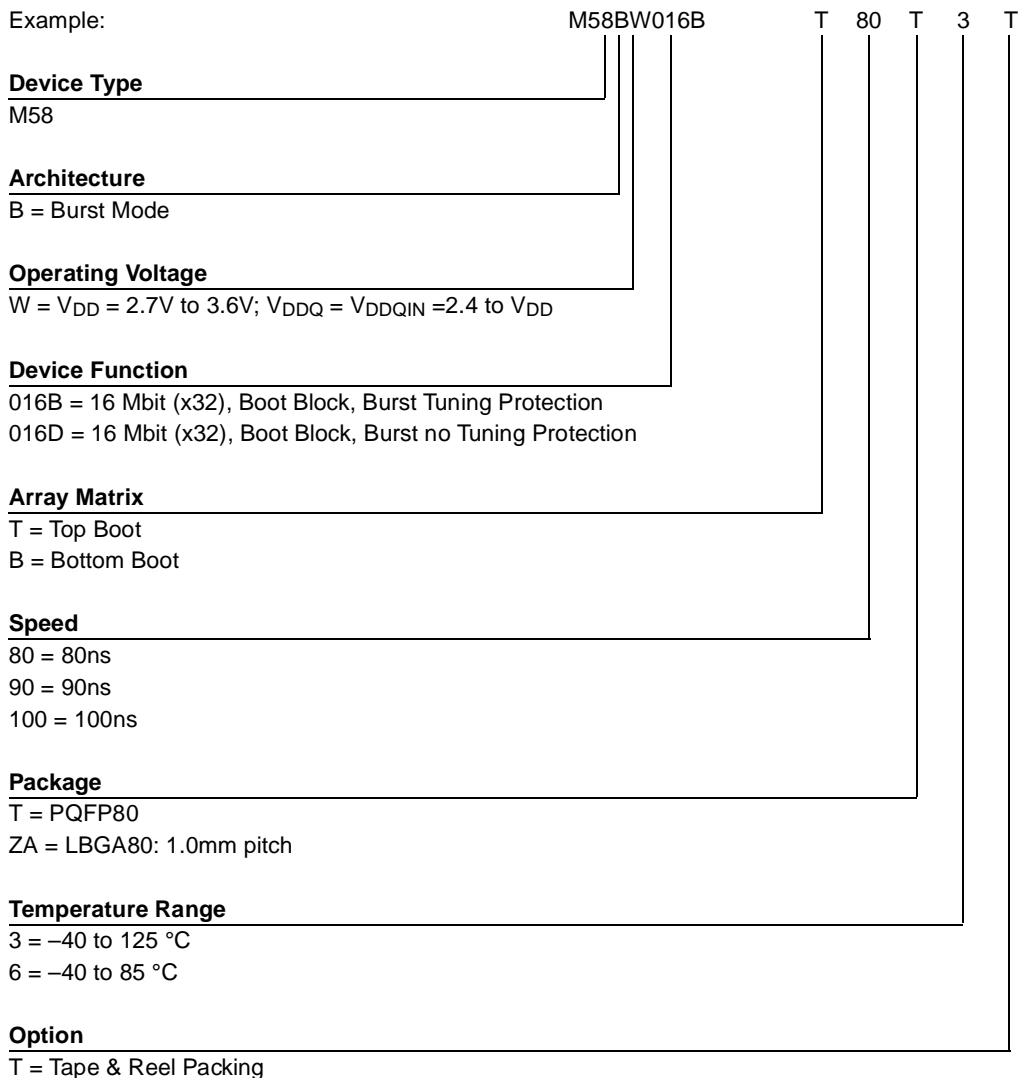 Example: M58BW016B T 80 T 3 T
Device Type
M58
Architecture
B = Burst Mode
Operating Voltage
W = VDD = 2.7V to 3.6V; VDDQ = VDDQIN =2.4 to VDD
Device Function
016B = 16 Mbit (x32), Boot Block, Burst Tuning Protection
016D = 16 Mbit (x32), Boot Block, Burst no Tuning Protection
Array Matrix
T = Top Boot
B = Bottom Boot
Speed
80 = 80ns
90 = 90ns
100 = 100ns
Package
T = PQFP80
ZA = LBGA80: 1.0mm pitch
Temperature Range
3 = –40 to 125 °C
6 = –40 to 85 °C
Option
T = Tape & Reel Packing